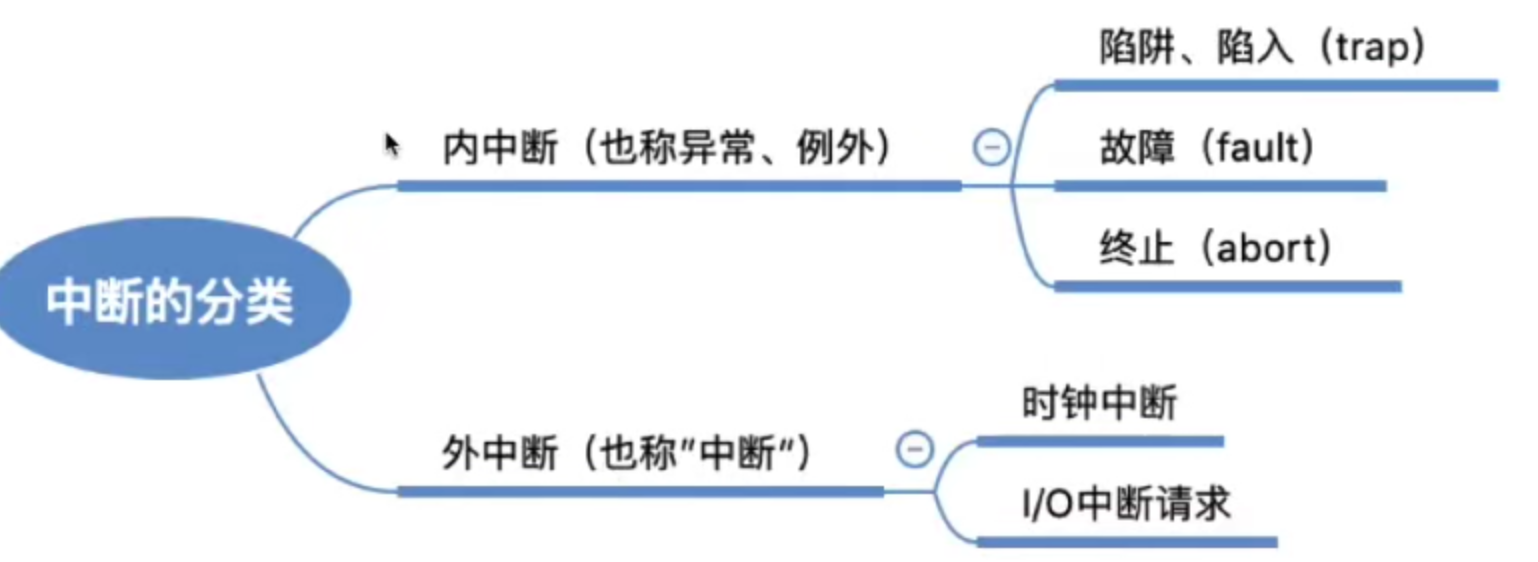 中断的分类
内中断（也称异常、例外）
陷阱、陷入（trap）
故障（fault）
终止（abort）
外中断（也称”中断“）
时钟中断
I/O中断请求